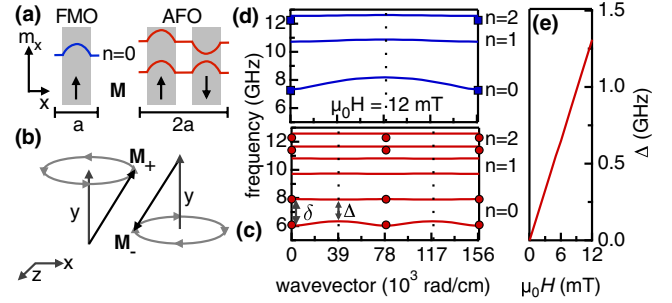 (a)
FMO
AFO
m
x
n=0
x
M
a
2a
(b)
M+
y
y
M-
x
z
(d)
12
10
8
6
n=2
n=1
n=0
μ0H = 12 mT
frequency (GHz)
(c)
12
10
8
6
n=2
n=1
n=0
δ
Δ
0
39
78
117
156
wavevector (10³ rad/cm)
(e)
1.5
1.0
0.5
0.0
Δ (GHz)
0
6
12
μ0H (mT)